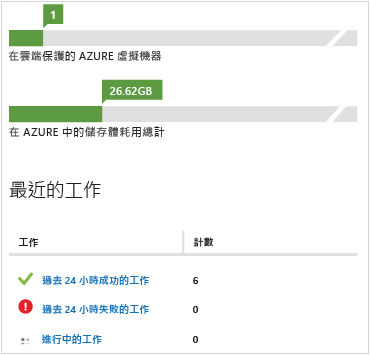 1
在雲端保護的 AZURE 虛擬機器
26.62GB
在 AZURE 中的儲存體耗用總計
最近的工作
工作 計數
過去 24 小時成功的工作 6
過去 24 小時失敗的工作 0
進行中的工作 0